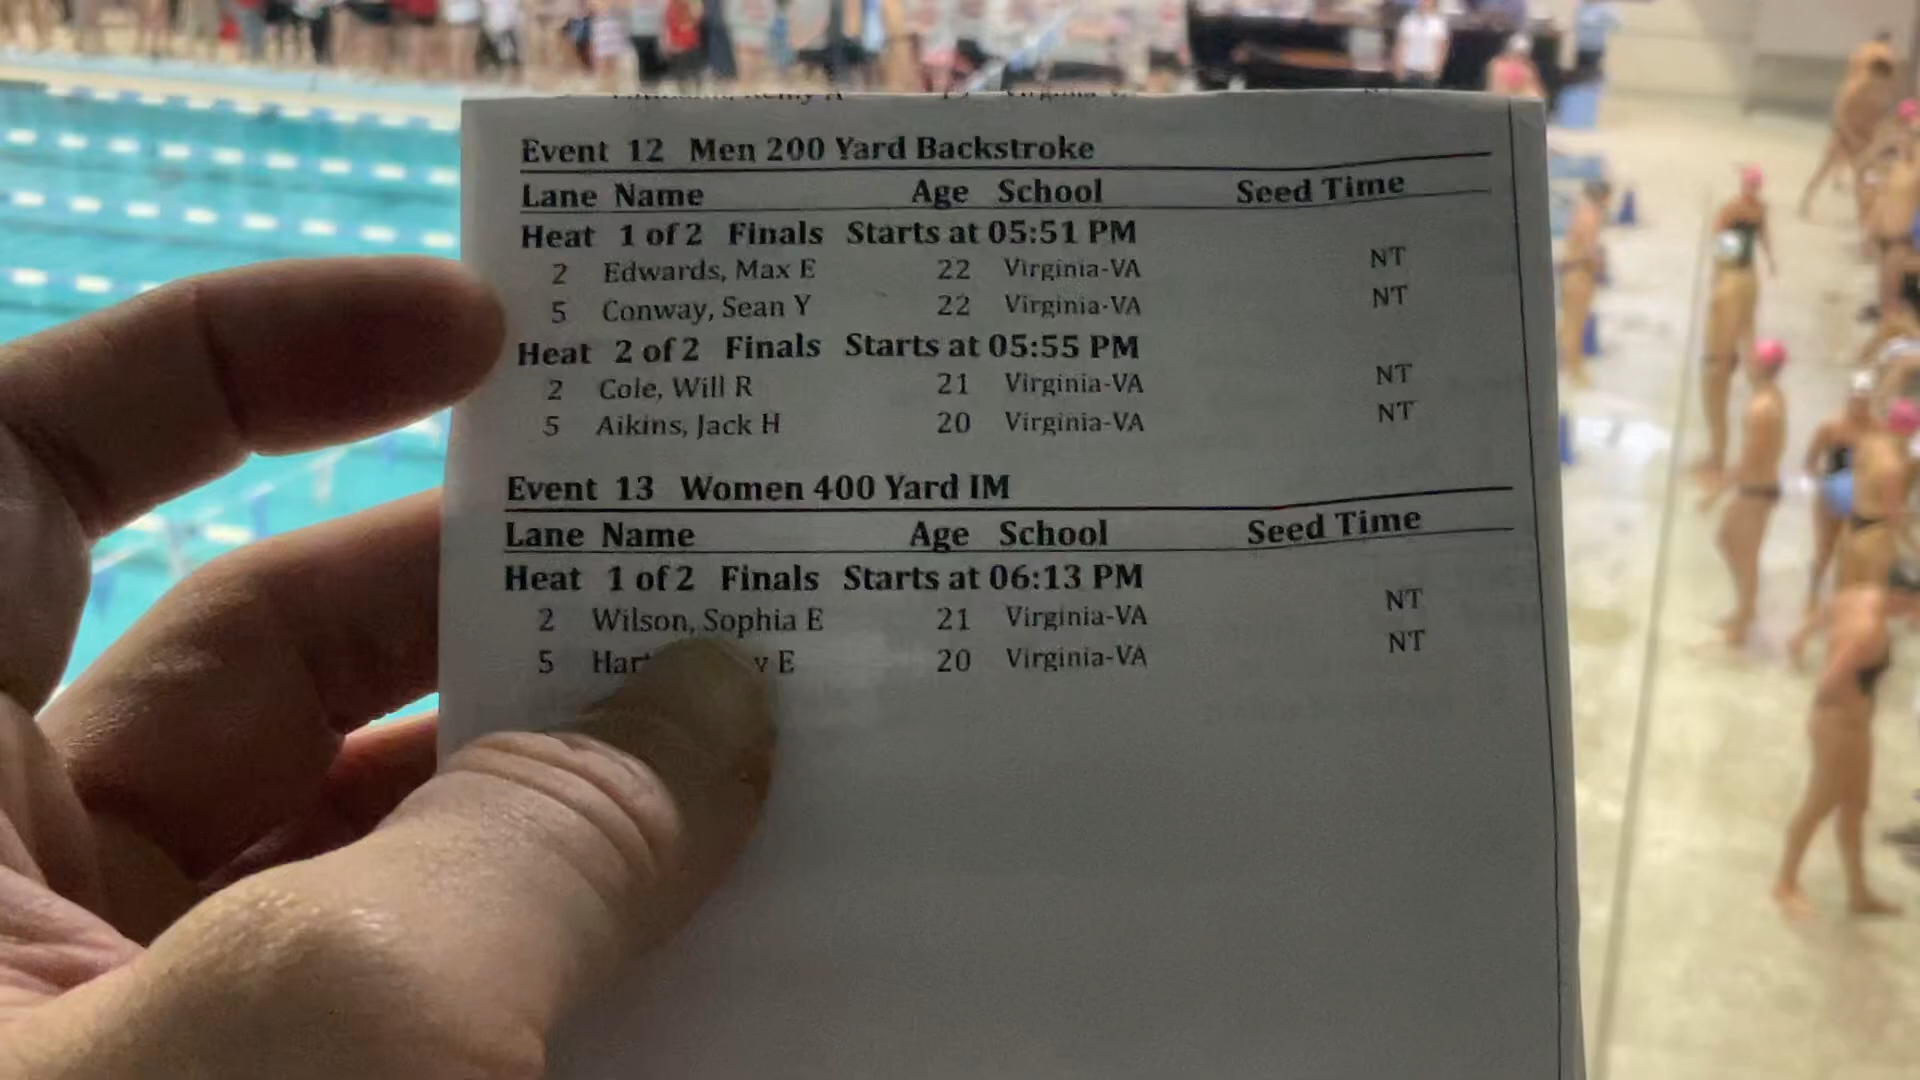 Event 12 Men 200 Yard Backstroke
Lane Name Age School Seed Time
Heat 1 of 2 Finals Starts at 05:51 PM
2 Edwards, Max E 22 Virginia-VA NT
5 Conway, Sean Y 22 Virginia-VA NT
Heat 2 of 2 Finals Starts at 05:55 PM
2 Cole, Will R 21 Virginia-VA NT
5 Aikins, Jack H 20 Virginia-VA NT
Event 13 Women 400 Yard IM
Lane Name Age School Seed Time
Heat 1 of 2 Finals Starts at 06:13 PM
2 Wilson, Sophia E 21 Virginia-VA NT
5 E 20 Virginia-VA NT